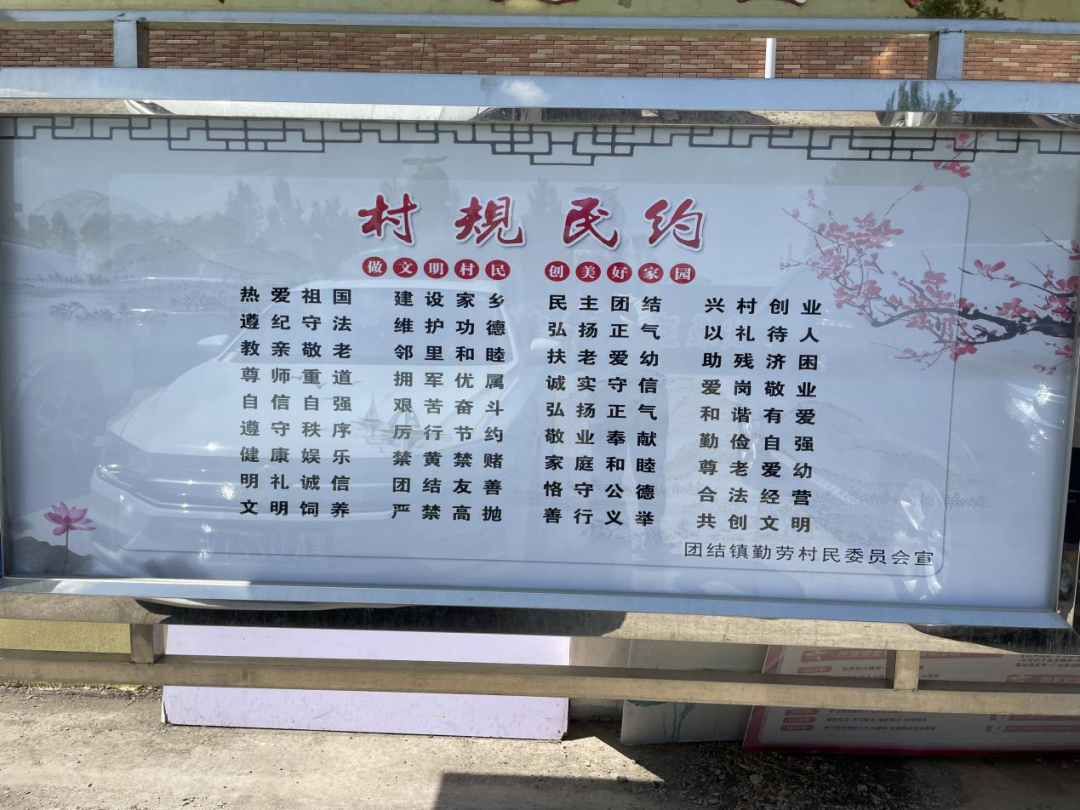 村规民约
做文明村民 创美好家园
热爱祖国 建设家乡 民主团结 兴村创业
遵纪守法 维护功德 弘扬正气 以礼待人
教亲敬老 邻里和睦 扶老爱幼 助残济困
尊师重道 拥军优属 诚实守信 爱岗敬业
自信自强 艰苦奋斗 弘扬正气 和谐有爱
遵守秩序 厉行节约 敬业奉献 勤俭自强
健康娱乐 禁黄禁赌 家庭和睦 尊老爱幼
明礼诚信 团结友善 恪守公德 合法经营
文明饲养 严禁高抛 善行义举 共创文明
团结镇勤劳村民委员会宣